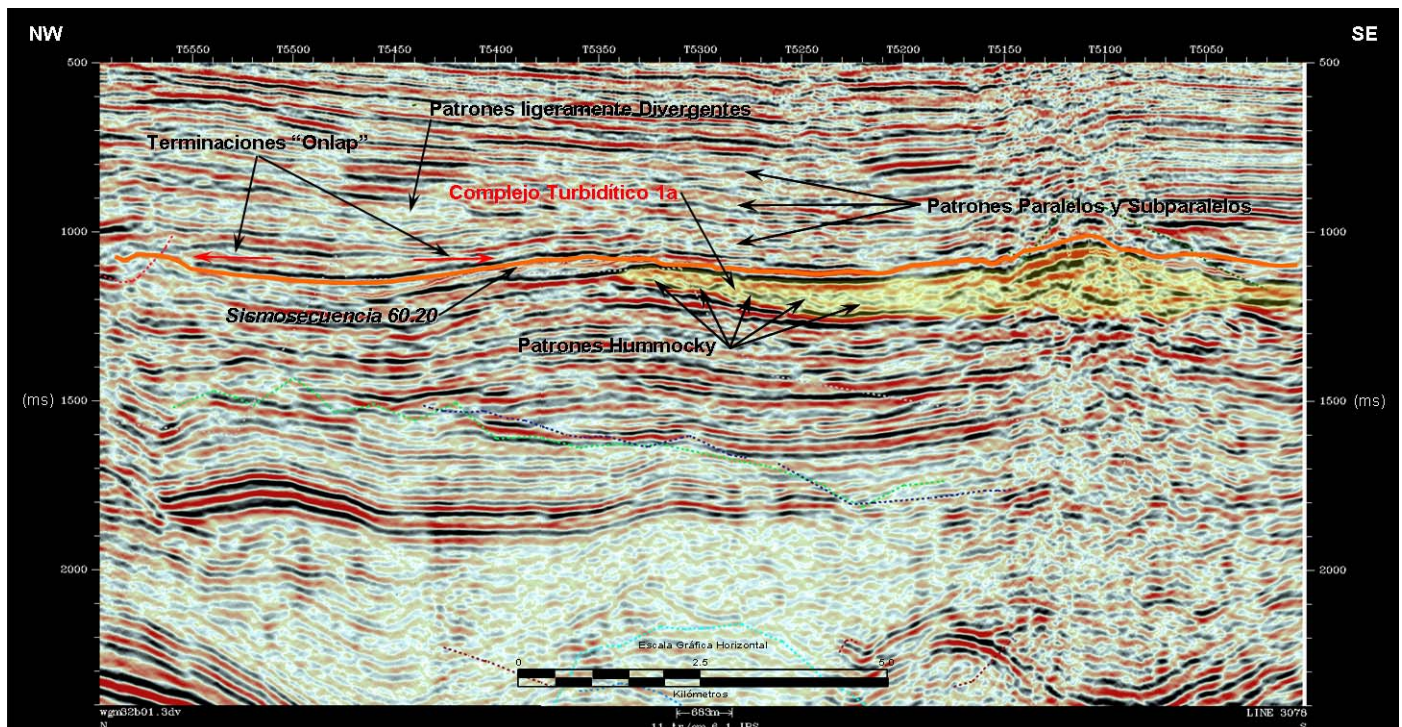 NW
SE
T5550 T5500 T5450 T5400 T5350 T5300 T5250 T5200 T5150 T5100 T5050
500
500
Patrones ligeramente Divergentes
Terminaciones “Onlap”
Complejo Turbidítico 1a
Patrones Paralelos y Subparalelos
1000
1000
Sismosecuencia 60.20
Patrones Hummocky
(ms)
1500
1500
(ms)
2000
2000
Escala Gráfica Horizontal
0 2.5 5.0
Kilómetros
wgm32b01.3dv
683m
LINE 3078
N
S